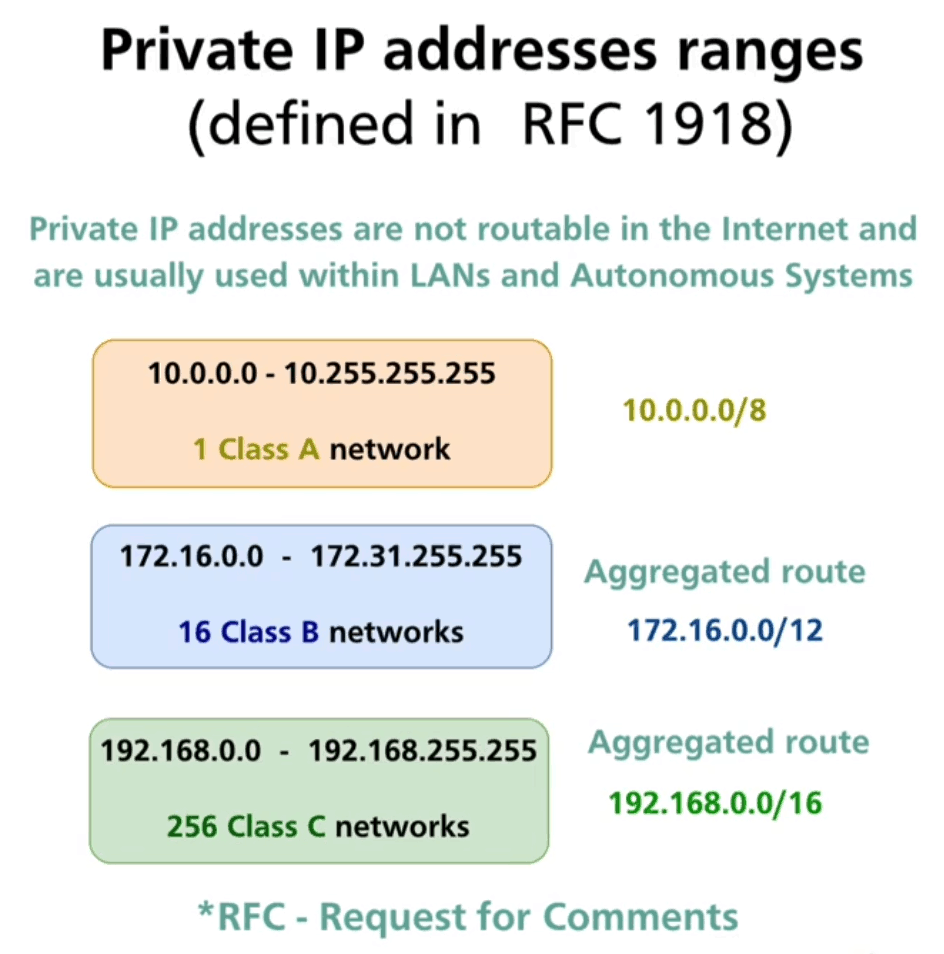 Private IP addresses ranges
(defined in RFC 1918)
Private IP addresses are not routable in the Internet and
are usually used within LANs and Autonomous Systems
10.0.0.0 - 10.255.255.255
1 Class A network
10.0.0.0/8
172.16.0.0 - 172.31.255.255
16 Class B networks
Aggregated route
172.16.0.0/12
192.168.0.0 - 192.168.255.255
256 Class C networks
Aggregated route
192.168.0.0/16
*RFC - Request for Comments